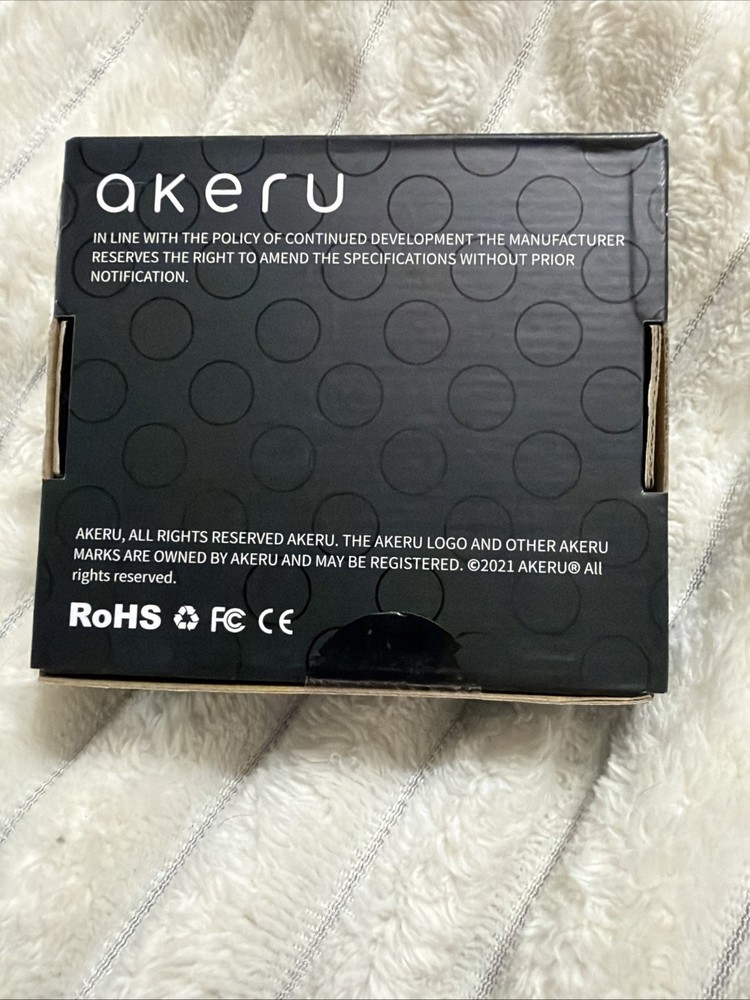 akeru
IN LINE WITH THE POLICY OF CONTINUED DEVELOPMENT THE MANUFACTURER
RESERVES THE RIGHT TO AMEND THE SPECIFICATIONS WITHOUT PRIOR
NOTIFICATION.
AKERU, ALL RIGHTS RESERVED AKERU. THE AKERU LOGO AND OTHER AKERU
MARKS ARE OWNED BY AKERU AND MAY BE REGISTERED. ©2021 AKERU® All
rights reserved.
RoHS FC CE